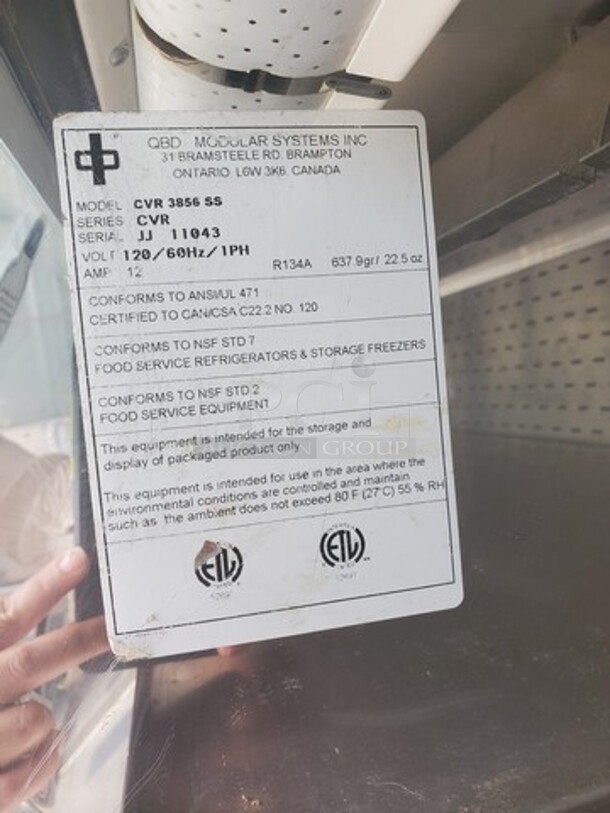 QBD MODULAR SYSTEMS INC
31 BRAMSTEELE RD. BRAMPTON
ONTARIO L6W 3K6 CANADA
MODEL CVR 3856 SS
SERIES CVR
SERIAL JJ 11043
VOLT 120/60Hz/1PH
AMP 12 R134A 637.9gr/ 22.5 oz
CONFORMS TO ANSI/UL 471
CERTIFIED TO CAN/CSA C22.2 NO. 120
CONFORMS TO NSF STD 7
FOOD SERVICE REFRIGERATORS & STORAGE FREEZERS
CONFORMS TO NSF STD 2
FOOD SERVICE EQUIPMENT
This equipment is intended for the storage and
display of packaged product only
This equipment is intended for use in the area where the
environmental conditions are controlled and maintain
such as the ambient does not exceed 80 F (27°C) 55 % RH
ETL ETL
GROUP